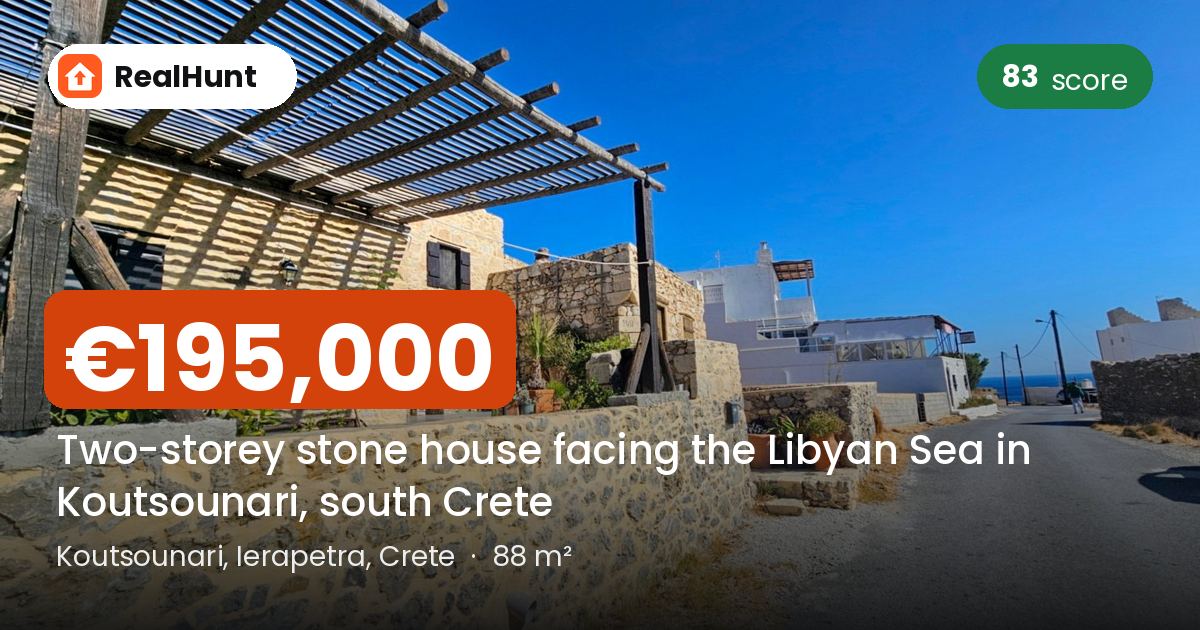 RealHunt
83 score
€195,000
Two-storey stone house facing the Libyan Sea in
Koutsounari, south Crete
Koutsounari, Ierapetra, Crete · 88 m²